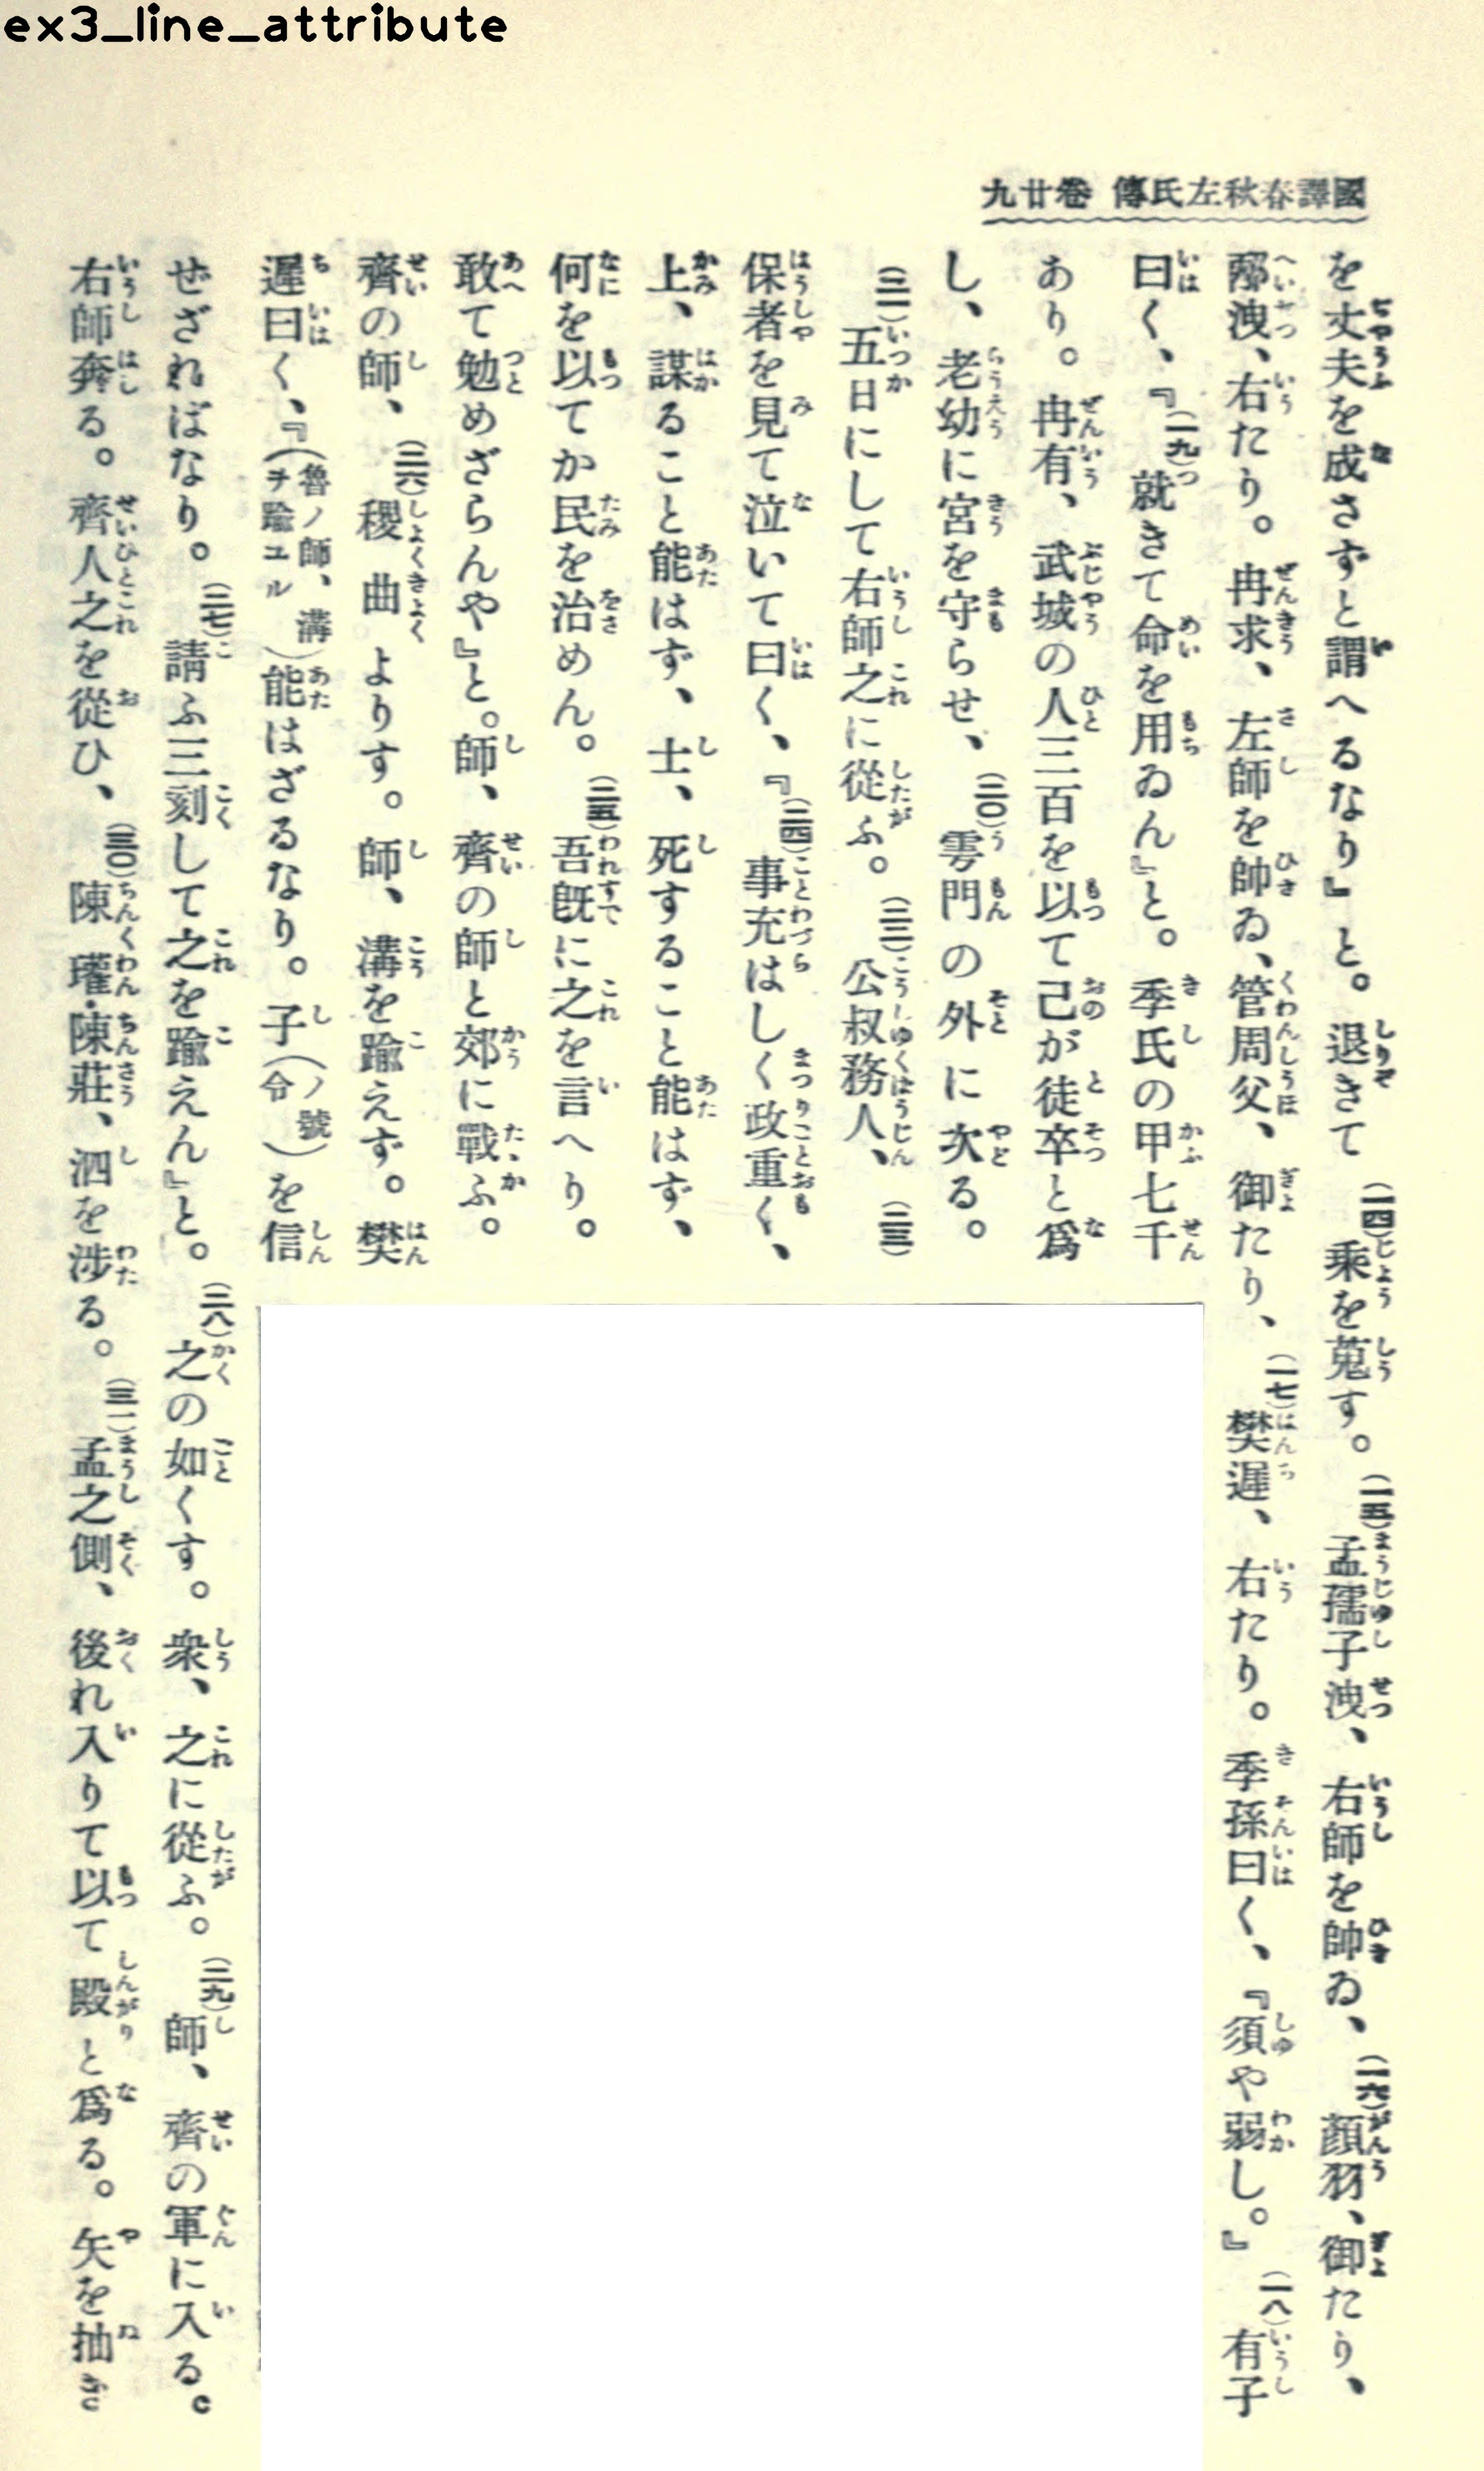 ex3_line_attribute
國譯春秋左氏傳 卷廿九
を丈夫を成さずと謂へるなり』と。退きて(一四)乘を蒐す。(一五)孟孺子洩、右師を帥ゐ、(一六)顏羽、御たり、
邴洩、右たり。冉求、左師を帥ゐ、管周父、御たり、(一七)樊遲、右たり。季孫曰く、『須や弱し。』(一八)有子
曰く、『(一九)就きて命を用ゐん』と。季氏の甲七千
あり。冉有、武城の人三百を以て己が徒卒と爲
し、老幼に宮を守らせ、(二〇)雩門の外に次る。
(二一)五日にして右師之に從ふ。(二二)公叔務人、(二三)
保者を見て泣いて曰く、『(二四)事充はしく政重く、
上、謀ること能はず、士、死すること能はず、
何を以てか民を治めん。(二五)吾既に之を言へり。
敢て勉めざらんや』と。師、齊の師と郊に戰ふ。
齊の師、(二六)稷曲よりす。師、溝を踰えず。樊
遲曰く、『(魯ノ師、溝ヲ踰ユル)能はざるなり。子(ノ號令)を信
せざればなり。(二七)請ふ三刻して之を踰えん』と。(二八)之の如くす。衆、之に從ふ。(二九)師、齊の軍に入る。
右師奔る。齊人之を從ひ、(三〇)陳瓘・陳莊、泗を涉る。(三一)孟之側、後れ入りて以て殿と爲る。矢を抽き